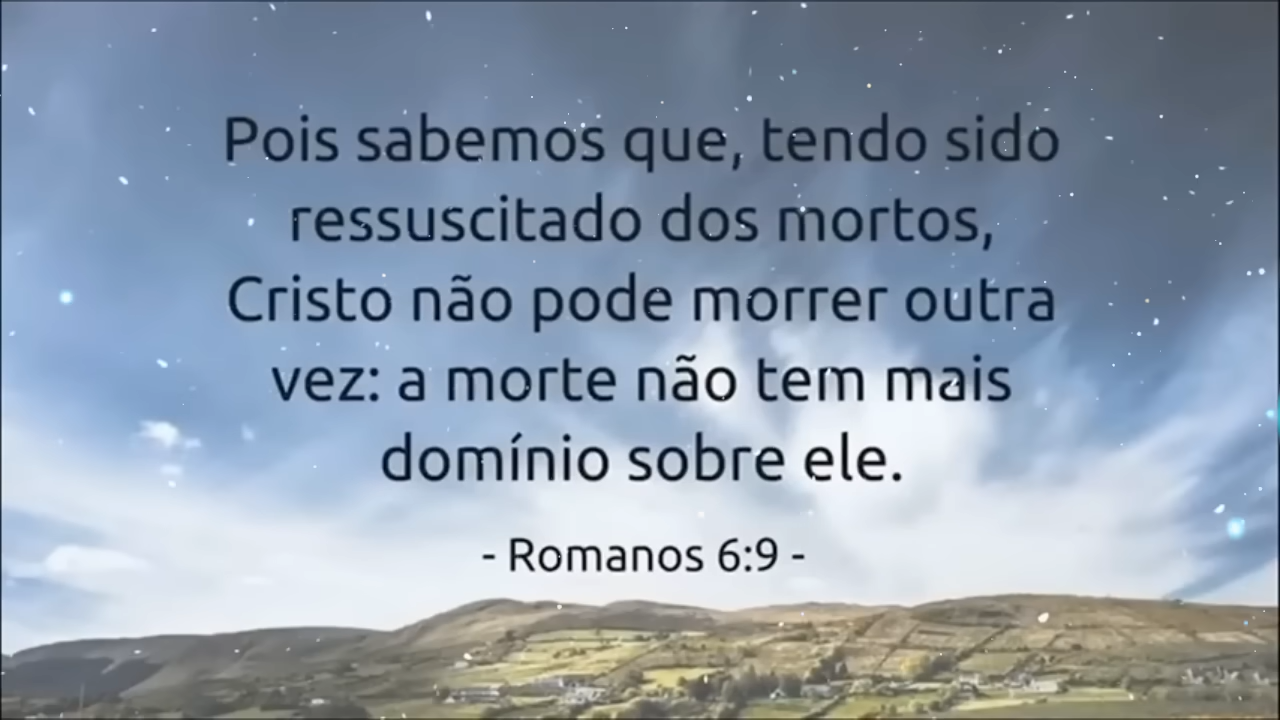 Pois sabemos que, tendo sido
ressuscitado dos mortos,
Cristo não pode morrer outra
vez: a morte não tem mais
domínio sobre ele.
- Romanos 6:9 -